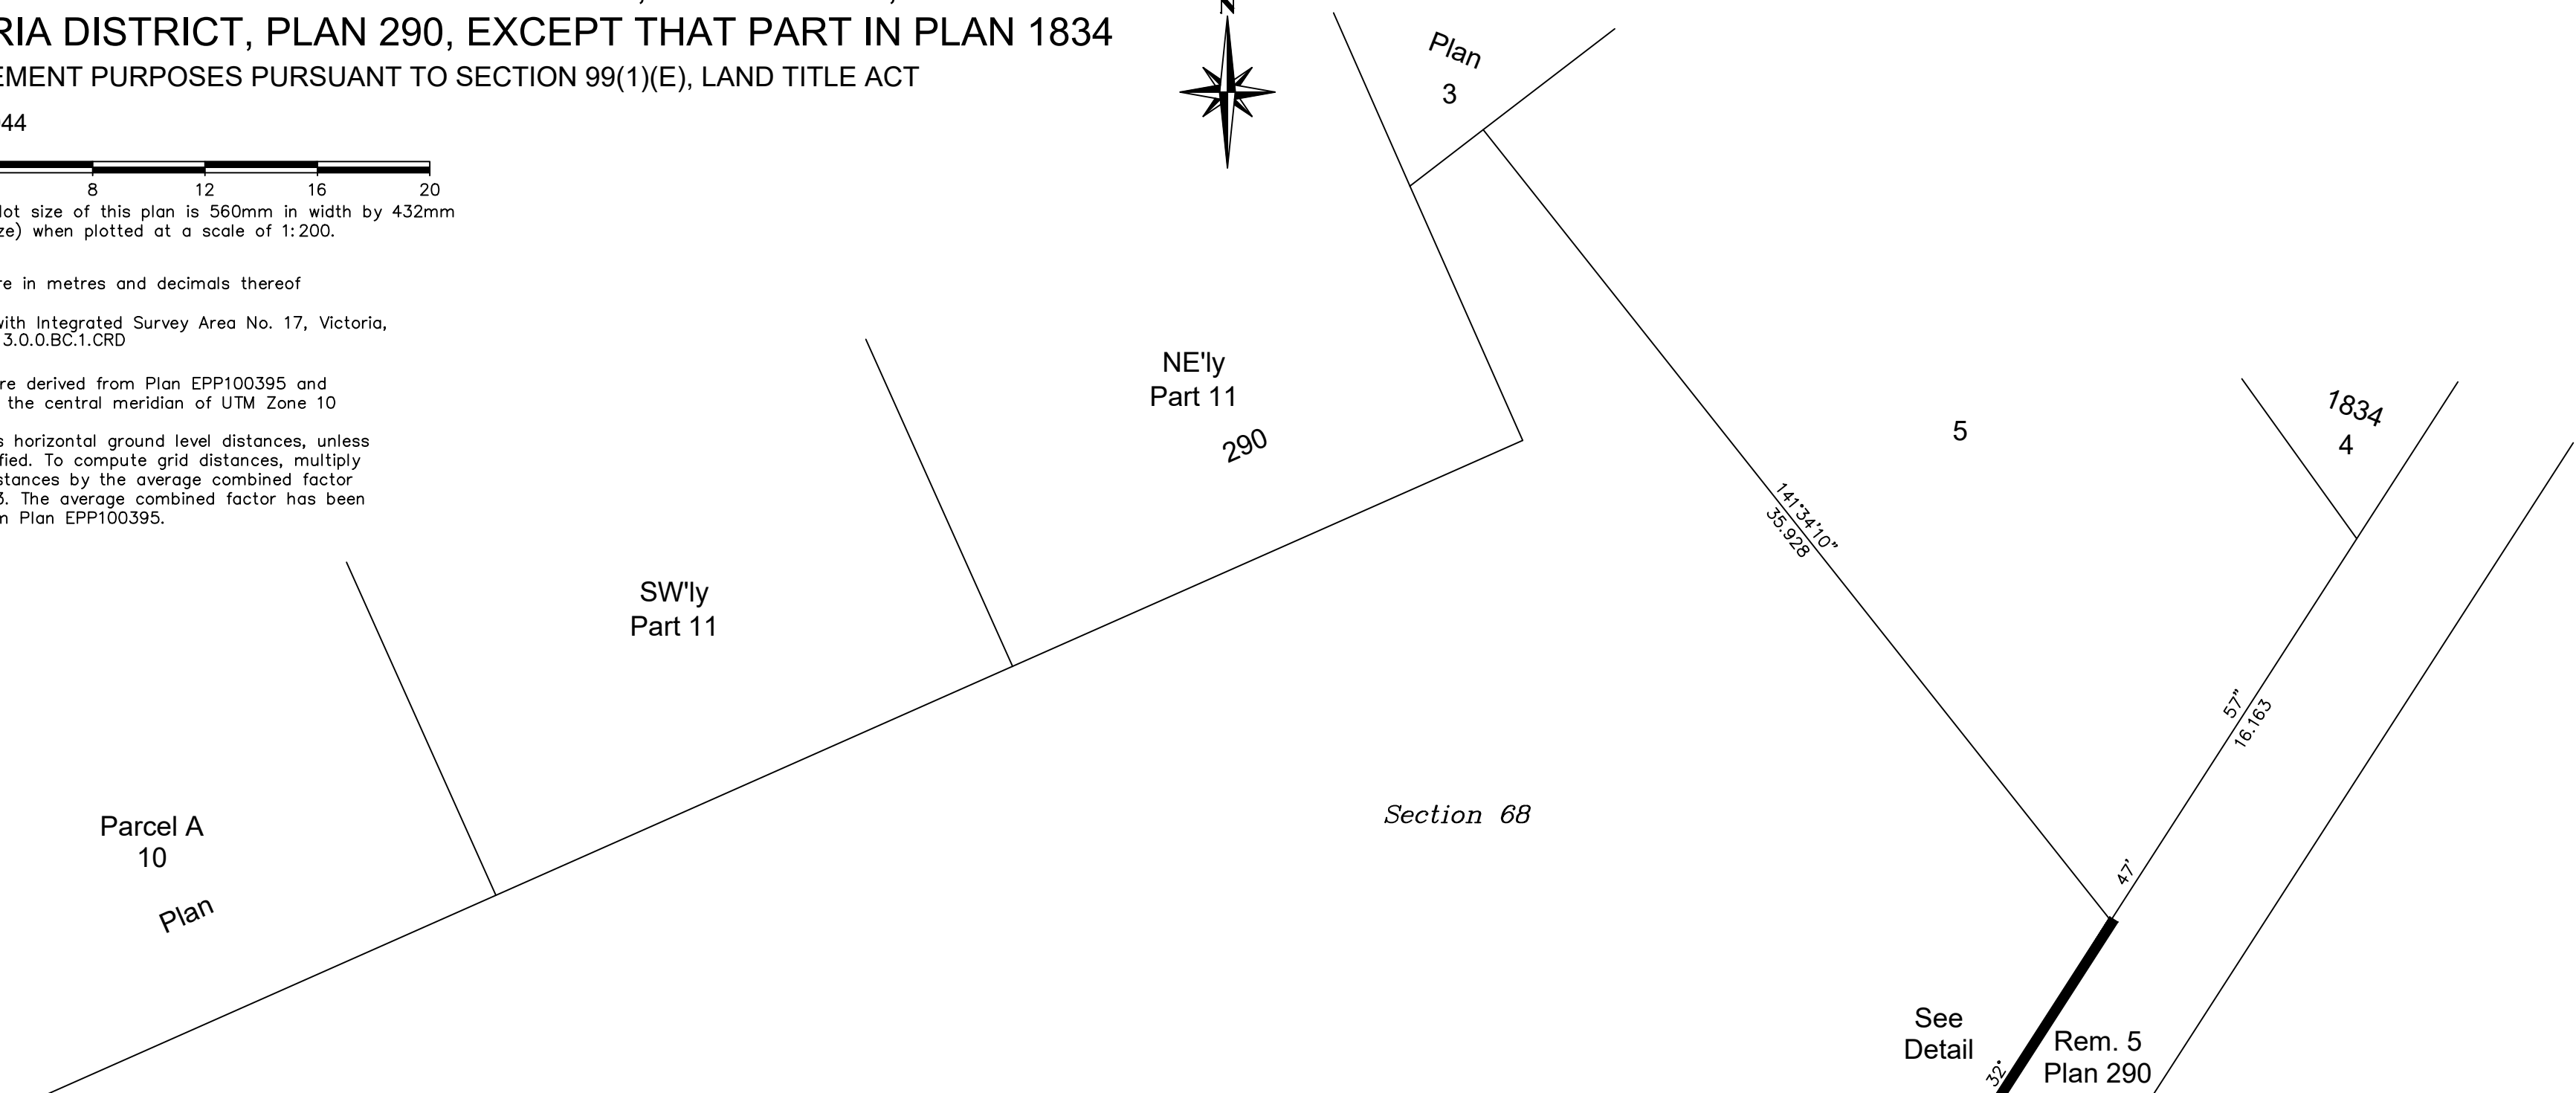 RIA DISTRICT, PLAN 290, EXCEPT THAT PART IN PLAN 1834
EMENT PURPOSES PURSUANT TO SECTION 99(1)(E), LAND TITLE ACT
44
8 12 16 20
lot size of this plan is 560mm in width by 432mm
ze) when plotted at a scale of 1:200.
re in metres and decimals thereof
with Integrated Survey Area No. 17, Victoria,
3.0.0.BC.1.CRD
re derived from Plan EPP100395 and
the central meridian of UTM Zone 10
s horizontal ground level distances, unless
fied. To compute grid distances, multiply
stances by the average combined factor
3. The average combined factor has been
m Plan EPP100395.
N
Plan
3
NE'ly
Part 11
290
SW'ly
Part 11
Parcel A
10
Plan
5
1834
4
141°34'10"
35.928
57"
16.163
47'
32°
Section 68
See
Detail
Rem. 5
Plan 290